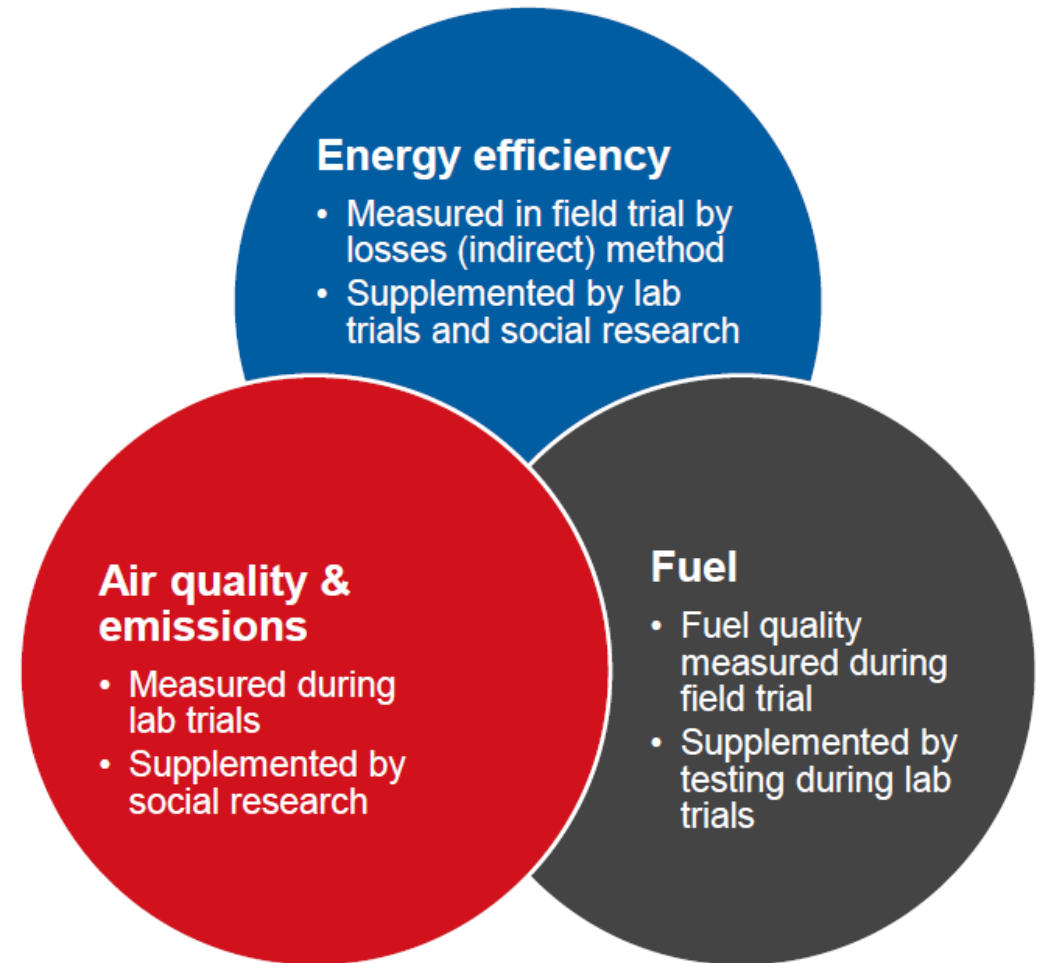 Energy efficiency
• Measured in field trial by
losses (indirect) method
• Supplemented by lab
trials and social research
Air quality &
emissions
• Measured during
lab trials
• Supplemented by
social research
Fuel
• Fuel quality
measured during
field trial
• Supplemented by
testing during lab
trials